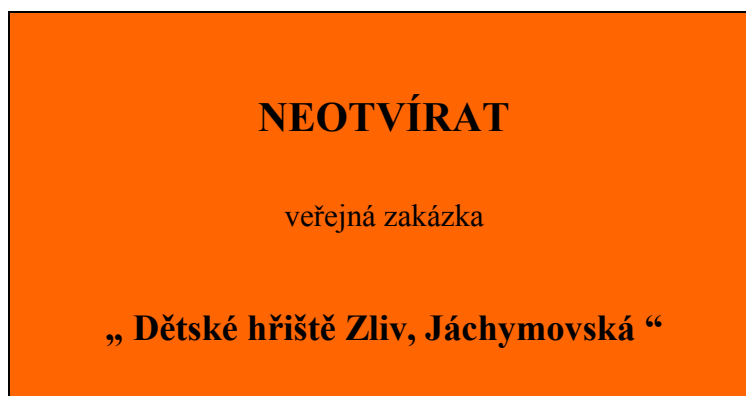 NEOTVÍRAT
veřejná zakázka
„ Dětské hřiště Zliv, Jáchymovská “